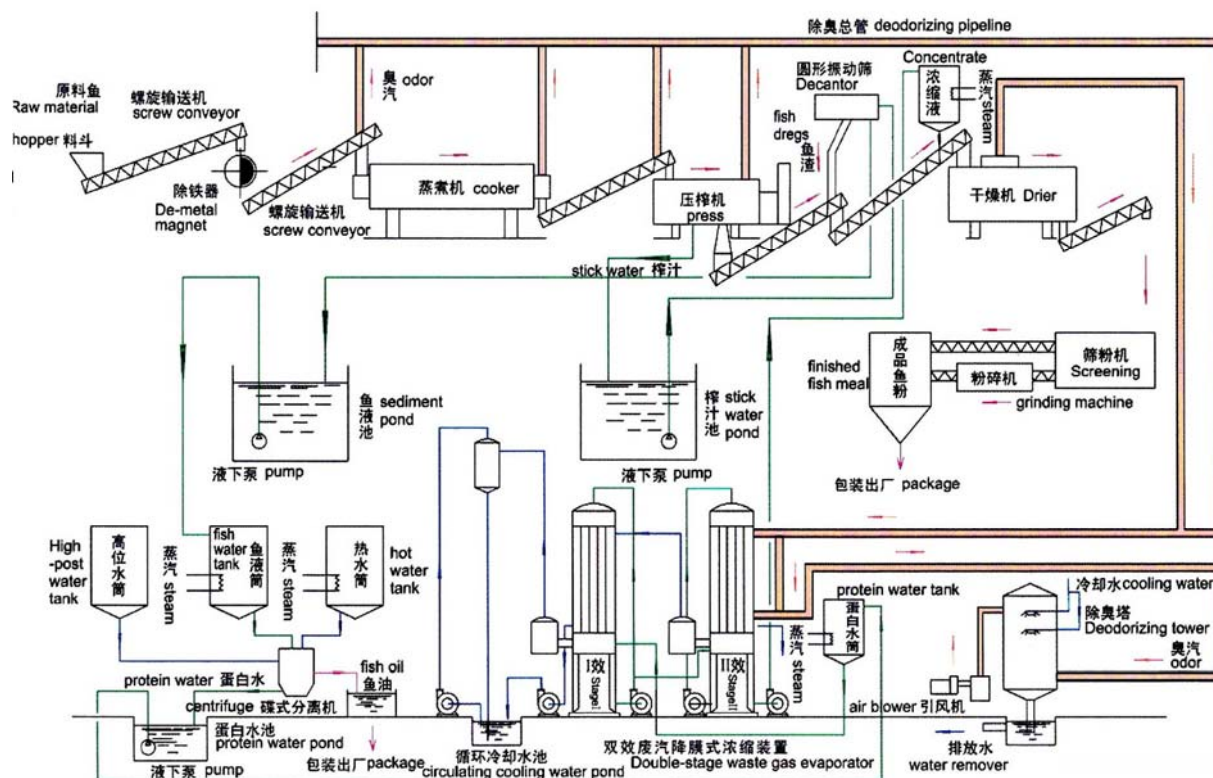 除臭总管 deodorizing pipeline
原料鱼
Raw material
螺旋输送机
screw conveyor
hopper 料斗
除铁器
De-metal
magnet
螺旋输送机
screw conveyor
臭汽 odor
蒸煮机 cooker
压榨机
press
圆形振动筛
Decantor
fish
dregs
鱼渣
Concentrate
浓缩液
蒸汽 steam
干燥机 Drier
stick water 榨汁
鱼液池
sediment
pond
液下泵 pump
榨汁池
stick
water
pond
液下泵 pump
成品鱼粉
finished
fish meal
筛粉机
Screening
粉碎机
grinding machine
包装出厂 package
High
-post
water
tank
高位水筒
蒸汽 steam
fish
water
tank
鱼液筒
蒸汽 steam
热水筒
hot
water
tank
protein water 蛋白水
centrifuge 碟式分离机
fish oil
鱼油
蛋白水池
protein water pond
液下泵 pump
包装出厂package
循环冷却水池
circulating cooling water pond
I效
StageI
II效
StageII
双效废汽降膜式浓缩装置
Double-stage waste gas evaporator
protein water tank
蛋白水筒
蒸汽 steam
冷却水cooling water
除臭塔
Deodorizing tower
臭汽
odor
air blower 引风机
排放水
water remover